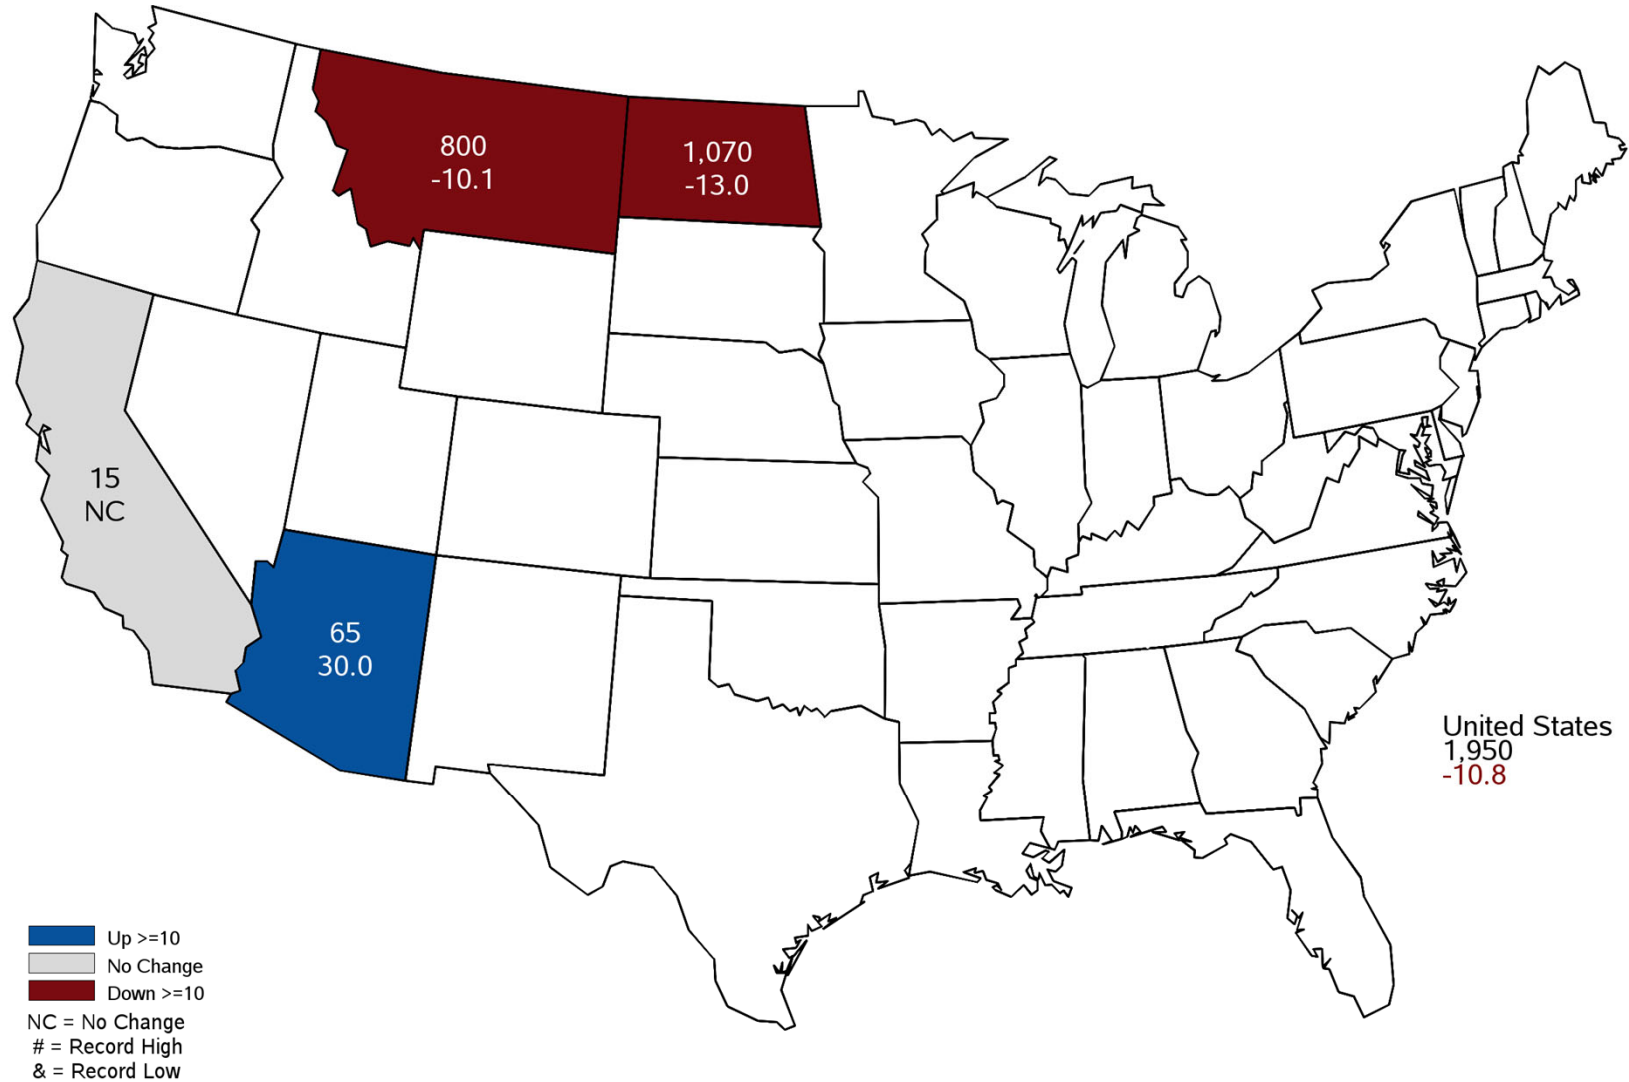 800
-10.1
1,070
-13.0
15
NC
65
30.0
United States
1,950
-10.8
Up >=10
No Change
Down >=10
NC = No Change
# = Record High
& = Record Low